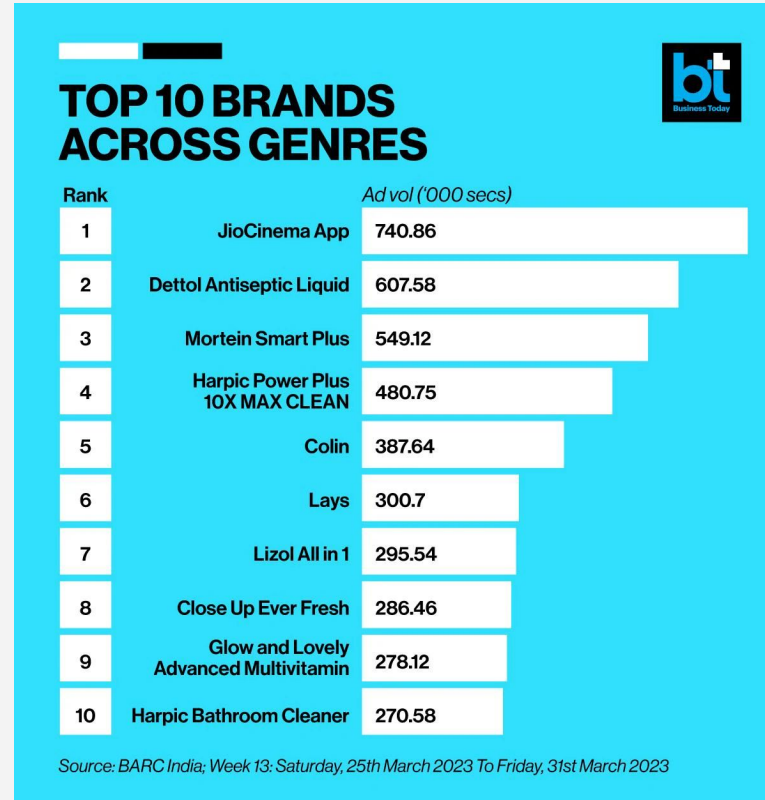 bt
Business Today
TOP 10 BRANDS
ACROSS GENRES
Rank Ad vol (‘000 secs)
1 JioCinema App 740.86
2 Dettol Antiseptic Liquid 607.58
3 Mortein Smart Plus 549.12
4 Harpic Power Plus
10X MAX CLEAN 480.75
5 Colin 387.64
6 Lays 300.7
7 Lizol All in 1 295.54
8 Close Up Ever Fresh 286.46
9 Glow and Lovely
Advanced Multivitamin 278.12
10 Harpic Bathroom Cleaner 270.58
Source: BARC India; Week 13: Saturday, 25th March 2023 To Friday, 31st March 2023